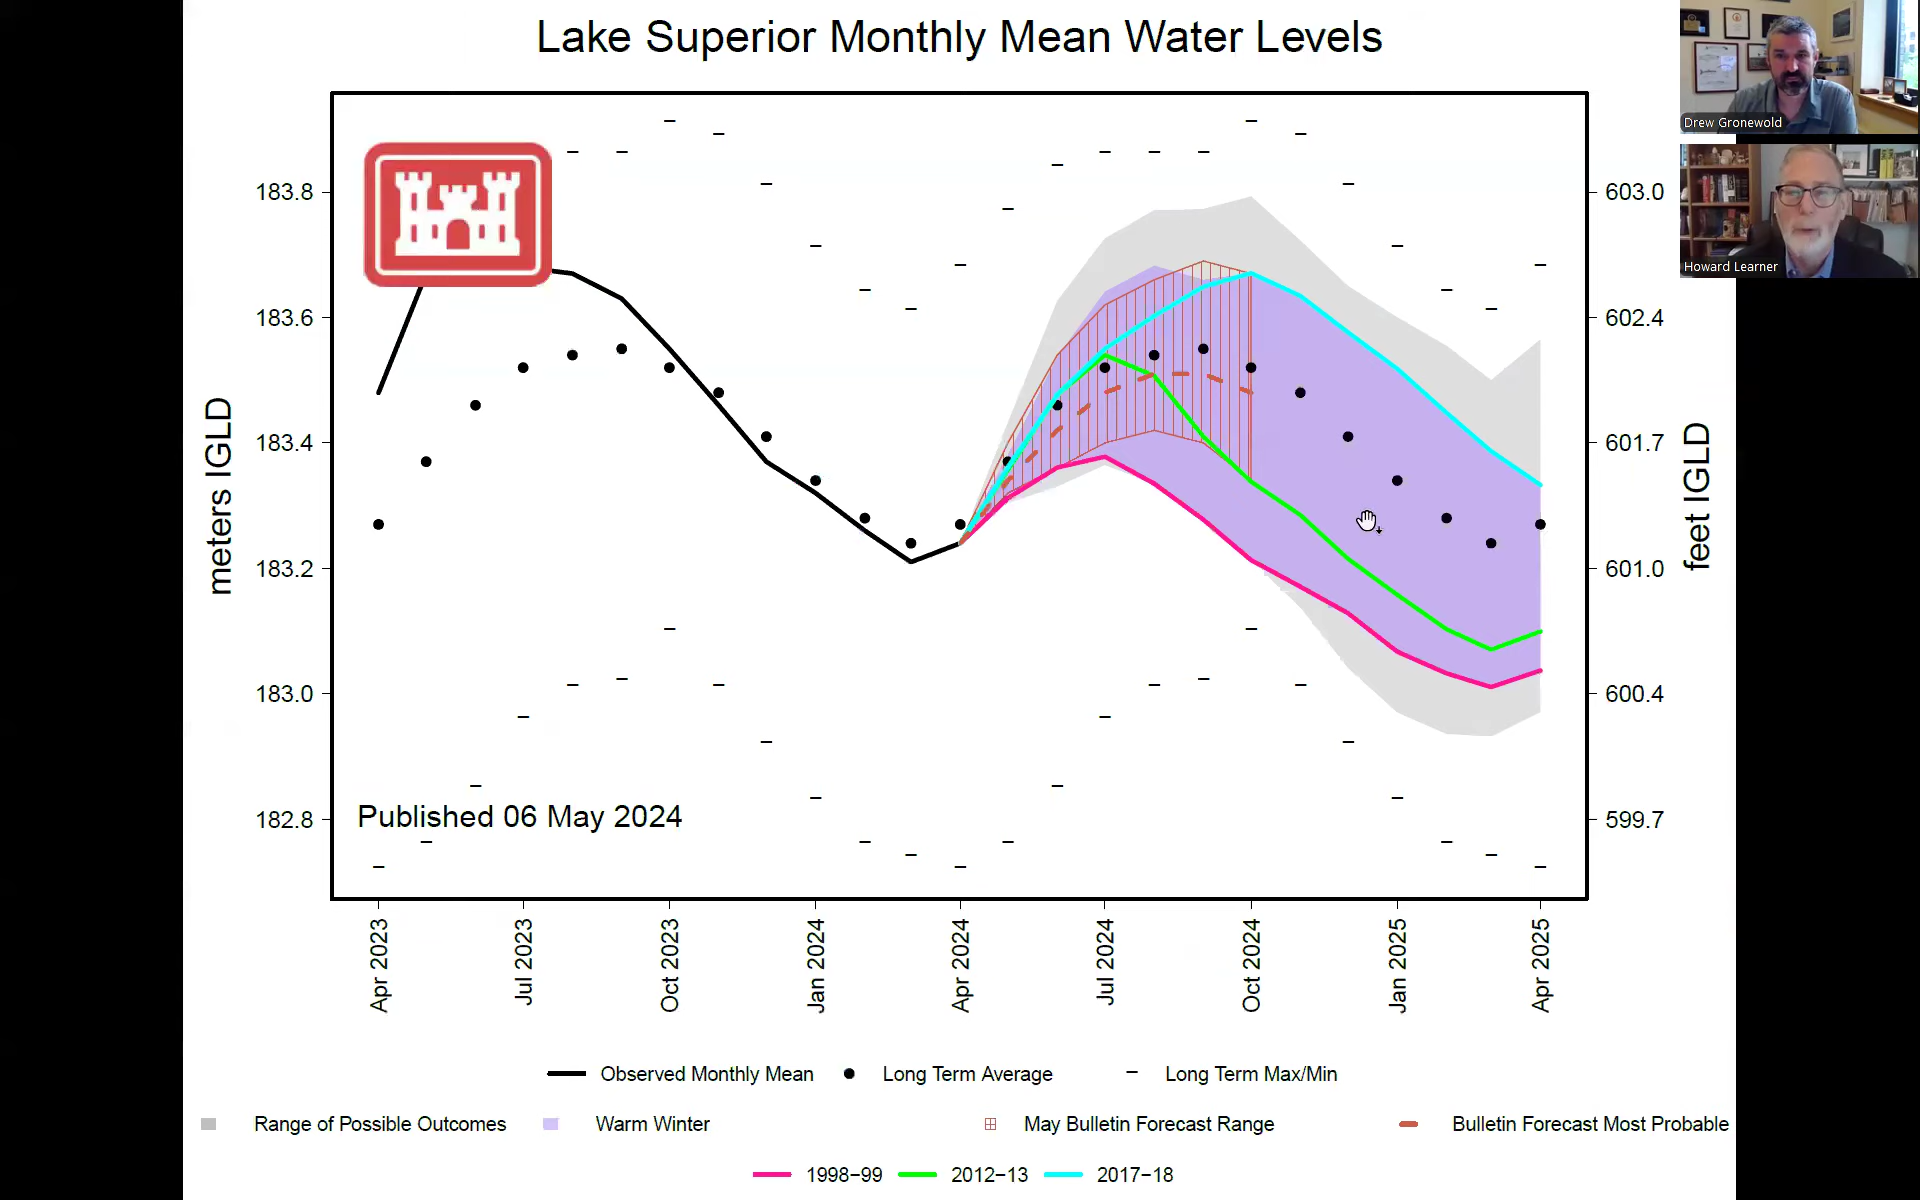 Lake Superior Monthly Mean Water Levels
Drew Gronewold
Howard Learner
meters IGLD
183.8
183.6
183.4
183.2
183.0
182.8
603.0
602.4
601.7
601.0
600.4
599.7
feet IGLD
Published 06 May 2024
Apr 2023
Jul 2023
Oct 2023
Jan 2024
Apr 2024
Jul 2024
Oct 2024
Jan 2025
Apr 2025
Observed Monthly Mean
Long Term Average
Long Term Max/Min
Range of Possible Outcomes
Warm Winter
May Bulletin Forecast Range
Bulletin Forecast Most Probable
1998−99
2012−13
2017−18